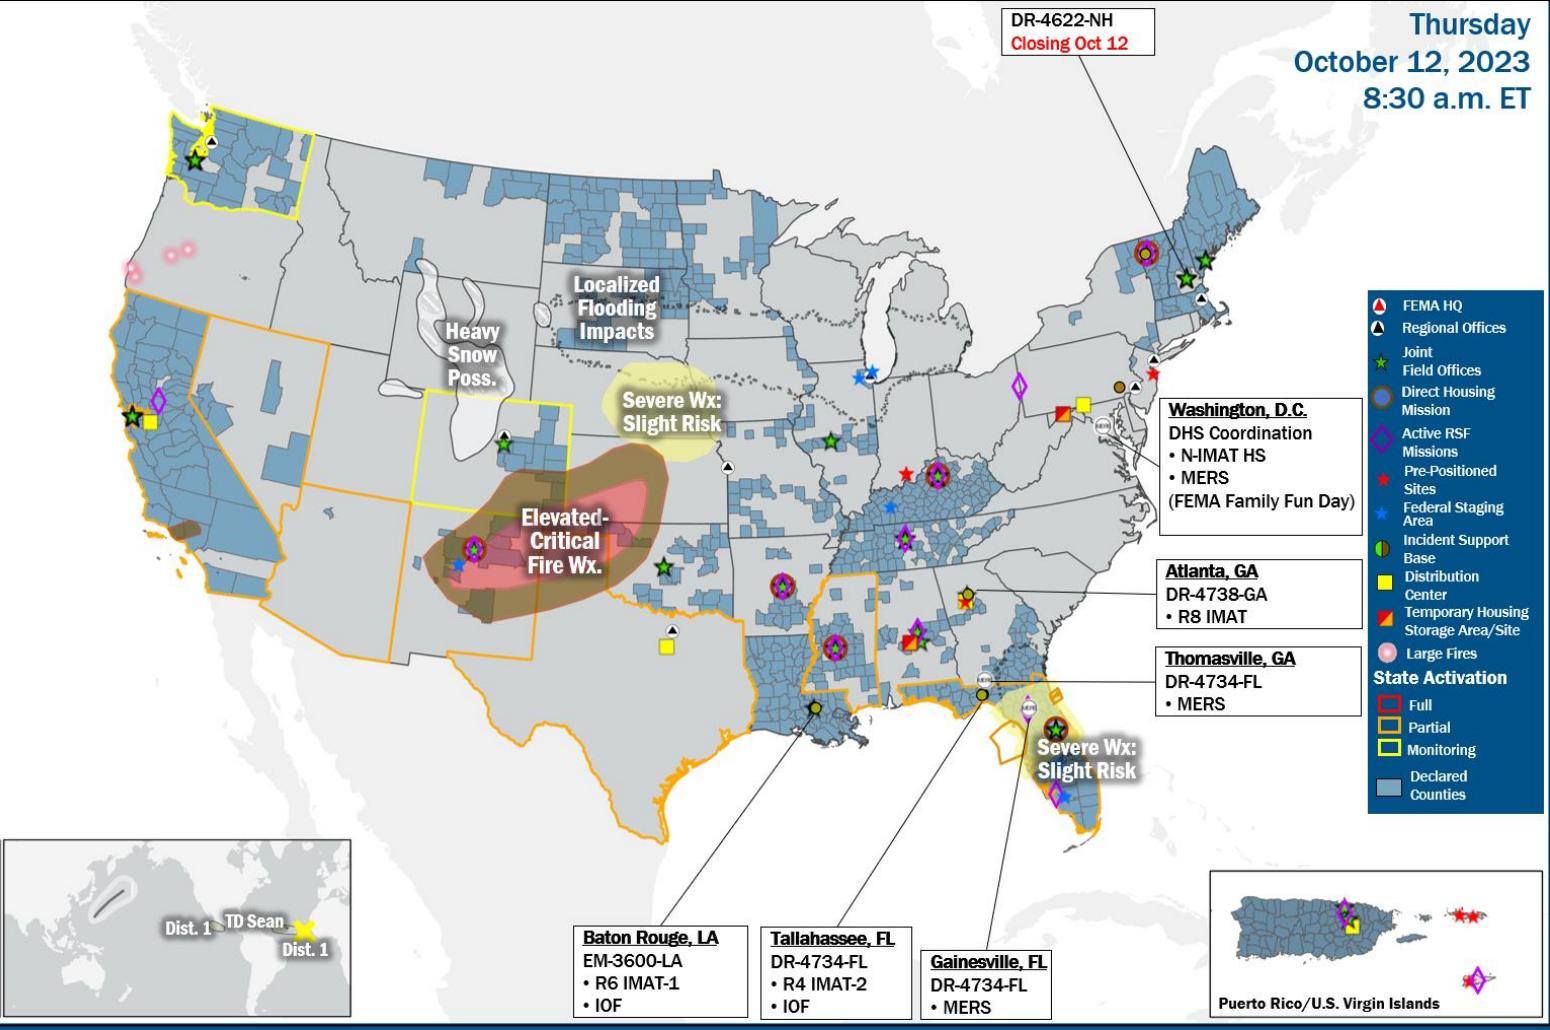 DR-4622-NH
Closing Oct 12
Thursday
October 12, 2023
8:30 a.m. ET
Localized
Flooding
Impacts
Heavy
Snow
Poss.
Severe Wx:
Slight Risk
Elevated-
Critical
Fire Wx.
Severe Wx:
Slight Risk
Washington, D.C.
DHS Coordination
• N-IMAT HS
• MERS
(FEMA Family Fun Day)
Atlanta, GA
DR-4738-GA
• R8 IMAT
Thomasville, GA
DR-4734-FL
• MERS
Baton Rouge, LA
EM-3600-LA
• R6 IMAT-1
• IOF
Tallahassee, FL
DR-4734-FL
• R4 IMAT-2
• IOF
Gainesville, FL
DR-4734-FL
• MERS
FEMA HQ
Regional Offices
Joint
Field Offices
Direct Housing
Mission
Active RSF
Missions
Pre-Positioned
Sites
Federal Staging
Area
Incident Support
Base
Distribution
Center
Temporary Housing
Storage Area/Site
Large Fires
State Activation
Full
Partial
Monitoring
Declared
Counties
Dist. 1
TD Sean
Dist. 1
Puerto Rico/U.S. Virgin Islands